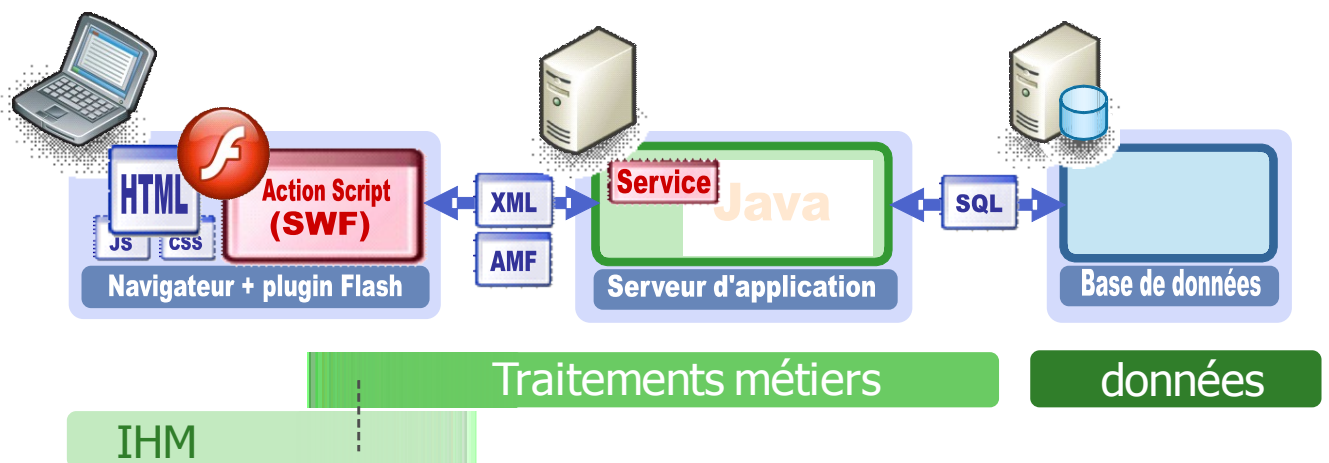 HTML
JS
CSS
Action Script
(SWF)
Navigateur + plugin Flash
XML
AMF
Service
Java
Serveur d'application
SQL
Base de données
Traitements métiers
données
IHM